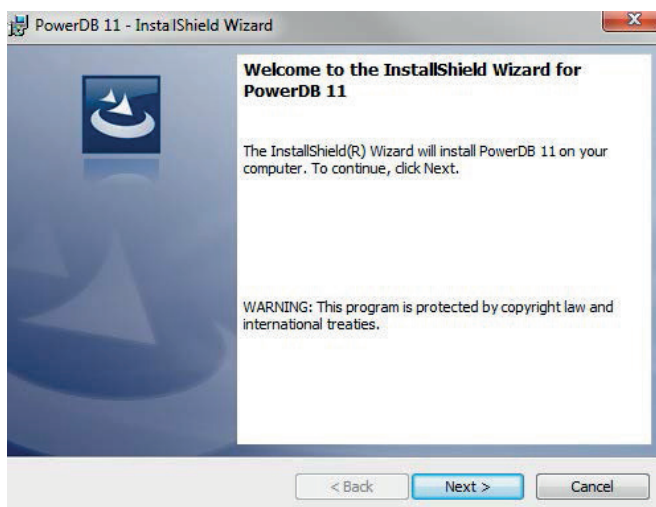 PowerDB 11 - InstallShield Wizard
Welcome to the InstallShield Wizard for
PowerDB 11
The InstallShield(R) Wizard will install PowerDB 11 on your
computer. To continue, click Next.
WARNING: This program is protected by copyright law and
international treaties.
< Back
Next >
Cancel